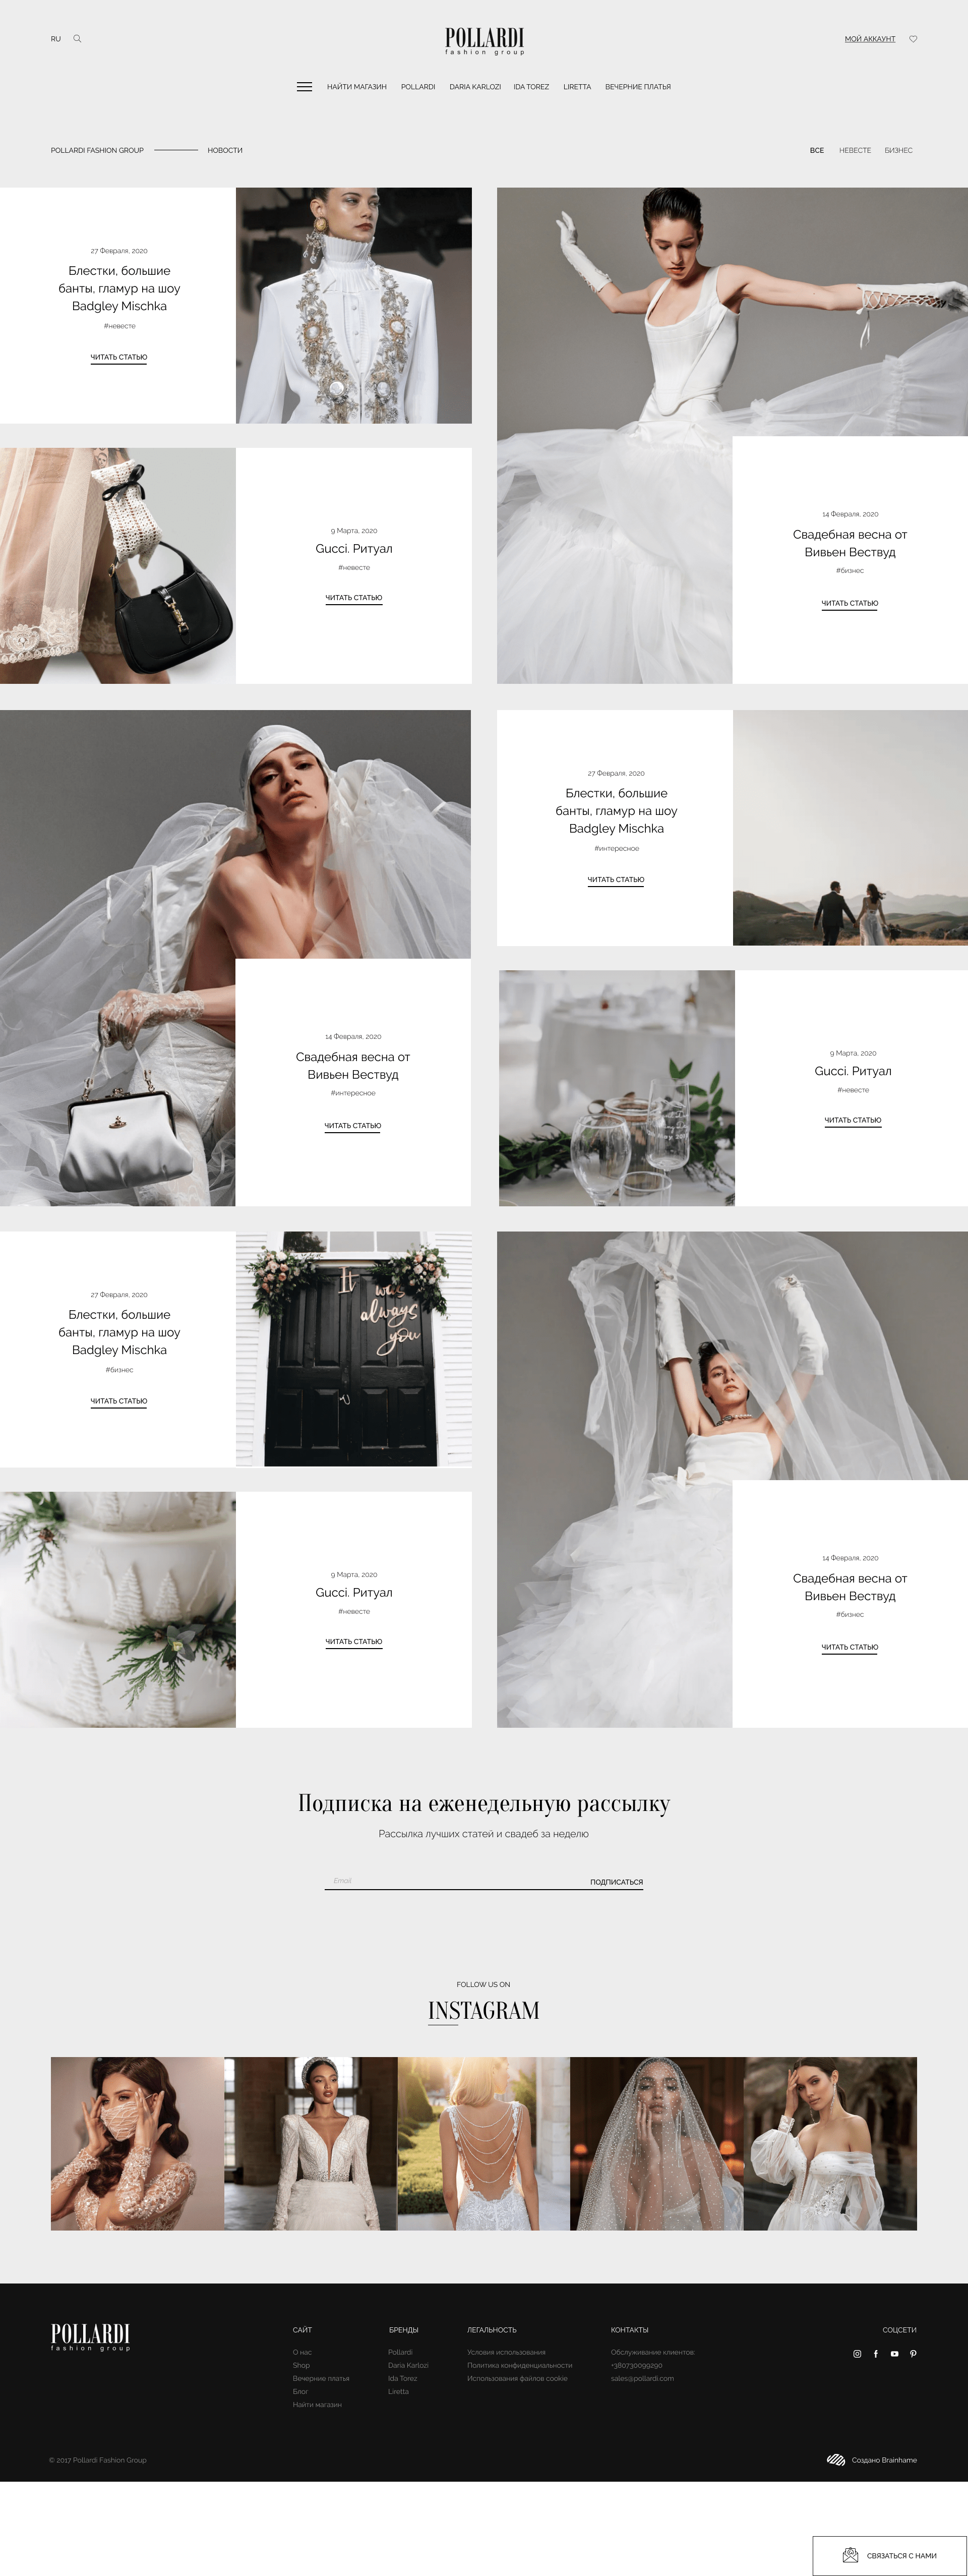 RU
POLLARDI
fashion group
МОЙ АККАУНТ
НАЙТИ МАГАЗИН
POLLARDI
DARIA KARLOZI
IDA TOREZ
LIRETTA
ВЕЧЕРНИЕ ПЛАТЬЯ
POLLARDI FASHION GROUP
НОВОСТИ
ВСЕ
НЕВЕСТЕ
БИЗНЕС
27 Февраля, 2020
Блестки, большие
банты, гламур на шоу
Badgley Mischka
#невесте
ЧИТАТЬ СТАТЬЮ
9 Марта, 2020
Gucci. Ритуал
#невесте
ЧИТАТЬ СТАТЬЮ
14 Февраля, 2020
Свадебная весна от
Вивьен Вествуд
#бизнес
ЧИТАТЬ СТАТЬЮ
14 Февраля, 2020
Свадебная весна от
Вивьен Вествуд
#интересное
ЧИТАТЬ СТАТЬЮ
27 Февраля, 2020
Блестки, большие
банты, гламур на шоу
Badgley Mischka
#интересное
ЧИТАТЬ СТАТЬЮ
9 Марта, 2020
Gucci. Ритуал
#невесте
ЧИТАТЬ СТАТЬЮ
27 Февраля, 2020
Блестки, большие
банты, гламур на шоу
Badgley Mischka
#бизнес
ЧИТАТЬ СТАТЬЮ
It
was
always
you
9 Марта, 2020
Gucci. Ритуал
#невесте
ЧИТАТЬ СТАТЬЮ
14 Февраля, 2020
Свадебная весна от
Вивьен Вествуд
#бизнес
ЧИТАТЬ СТАТЬЮ
Подписка на еженедельную рассылку
Рассылка лучших статей и свадеб за неделю
Email
ПОДПИСАТЬСЯ
FOLLOW US ON
INSTAGRAM
POLLARDI
fashion group
САЙТ
О нас
Shop
Вечерние платья
Блог
Найти магазин
БРЕНДЫ
Pollardi
Daria Karlozi
Ida Torez
Liretta
ЛЕГАЛЬНОСТЬ
Условия использования
Политика конфиденциальности
Использования файлов cookie
КОНТАКТЫ
Обслуживание клиентов:
+380730099290
sales@pollardi.com
СОЦСЕТИ
© 2017 Pollardi Fashion Group
Создано Brainhame
СВЯЗАТЬСЯ С НАМИ